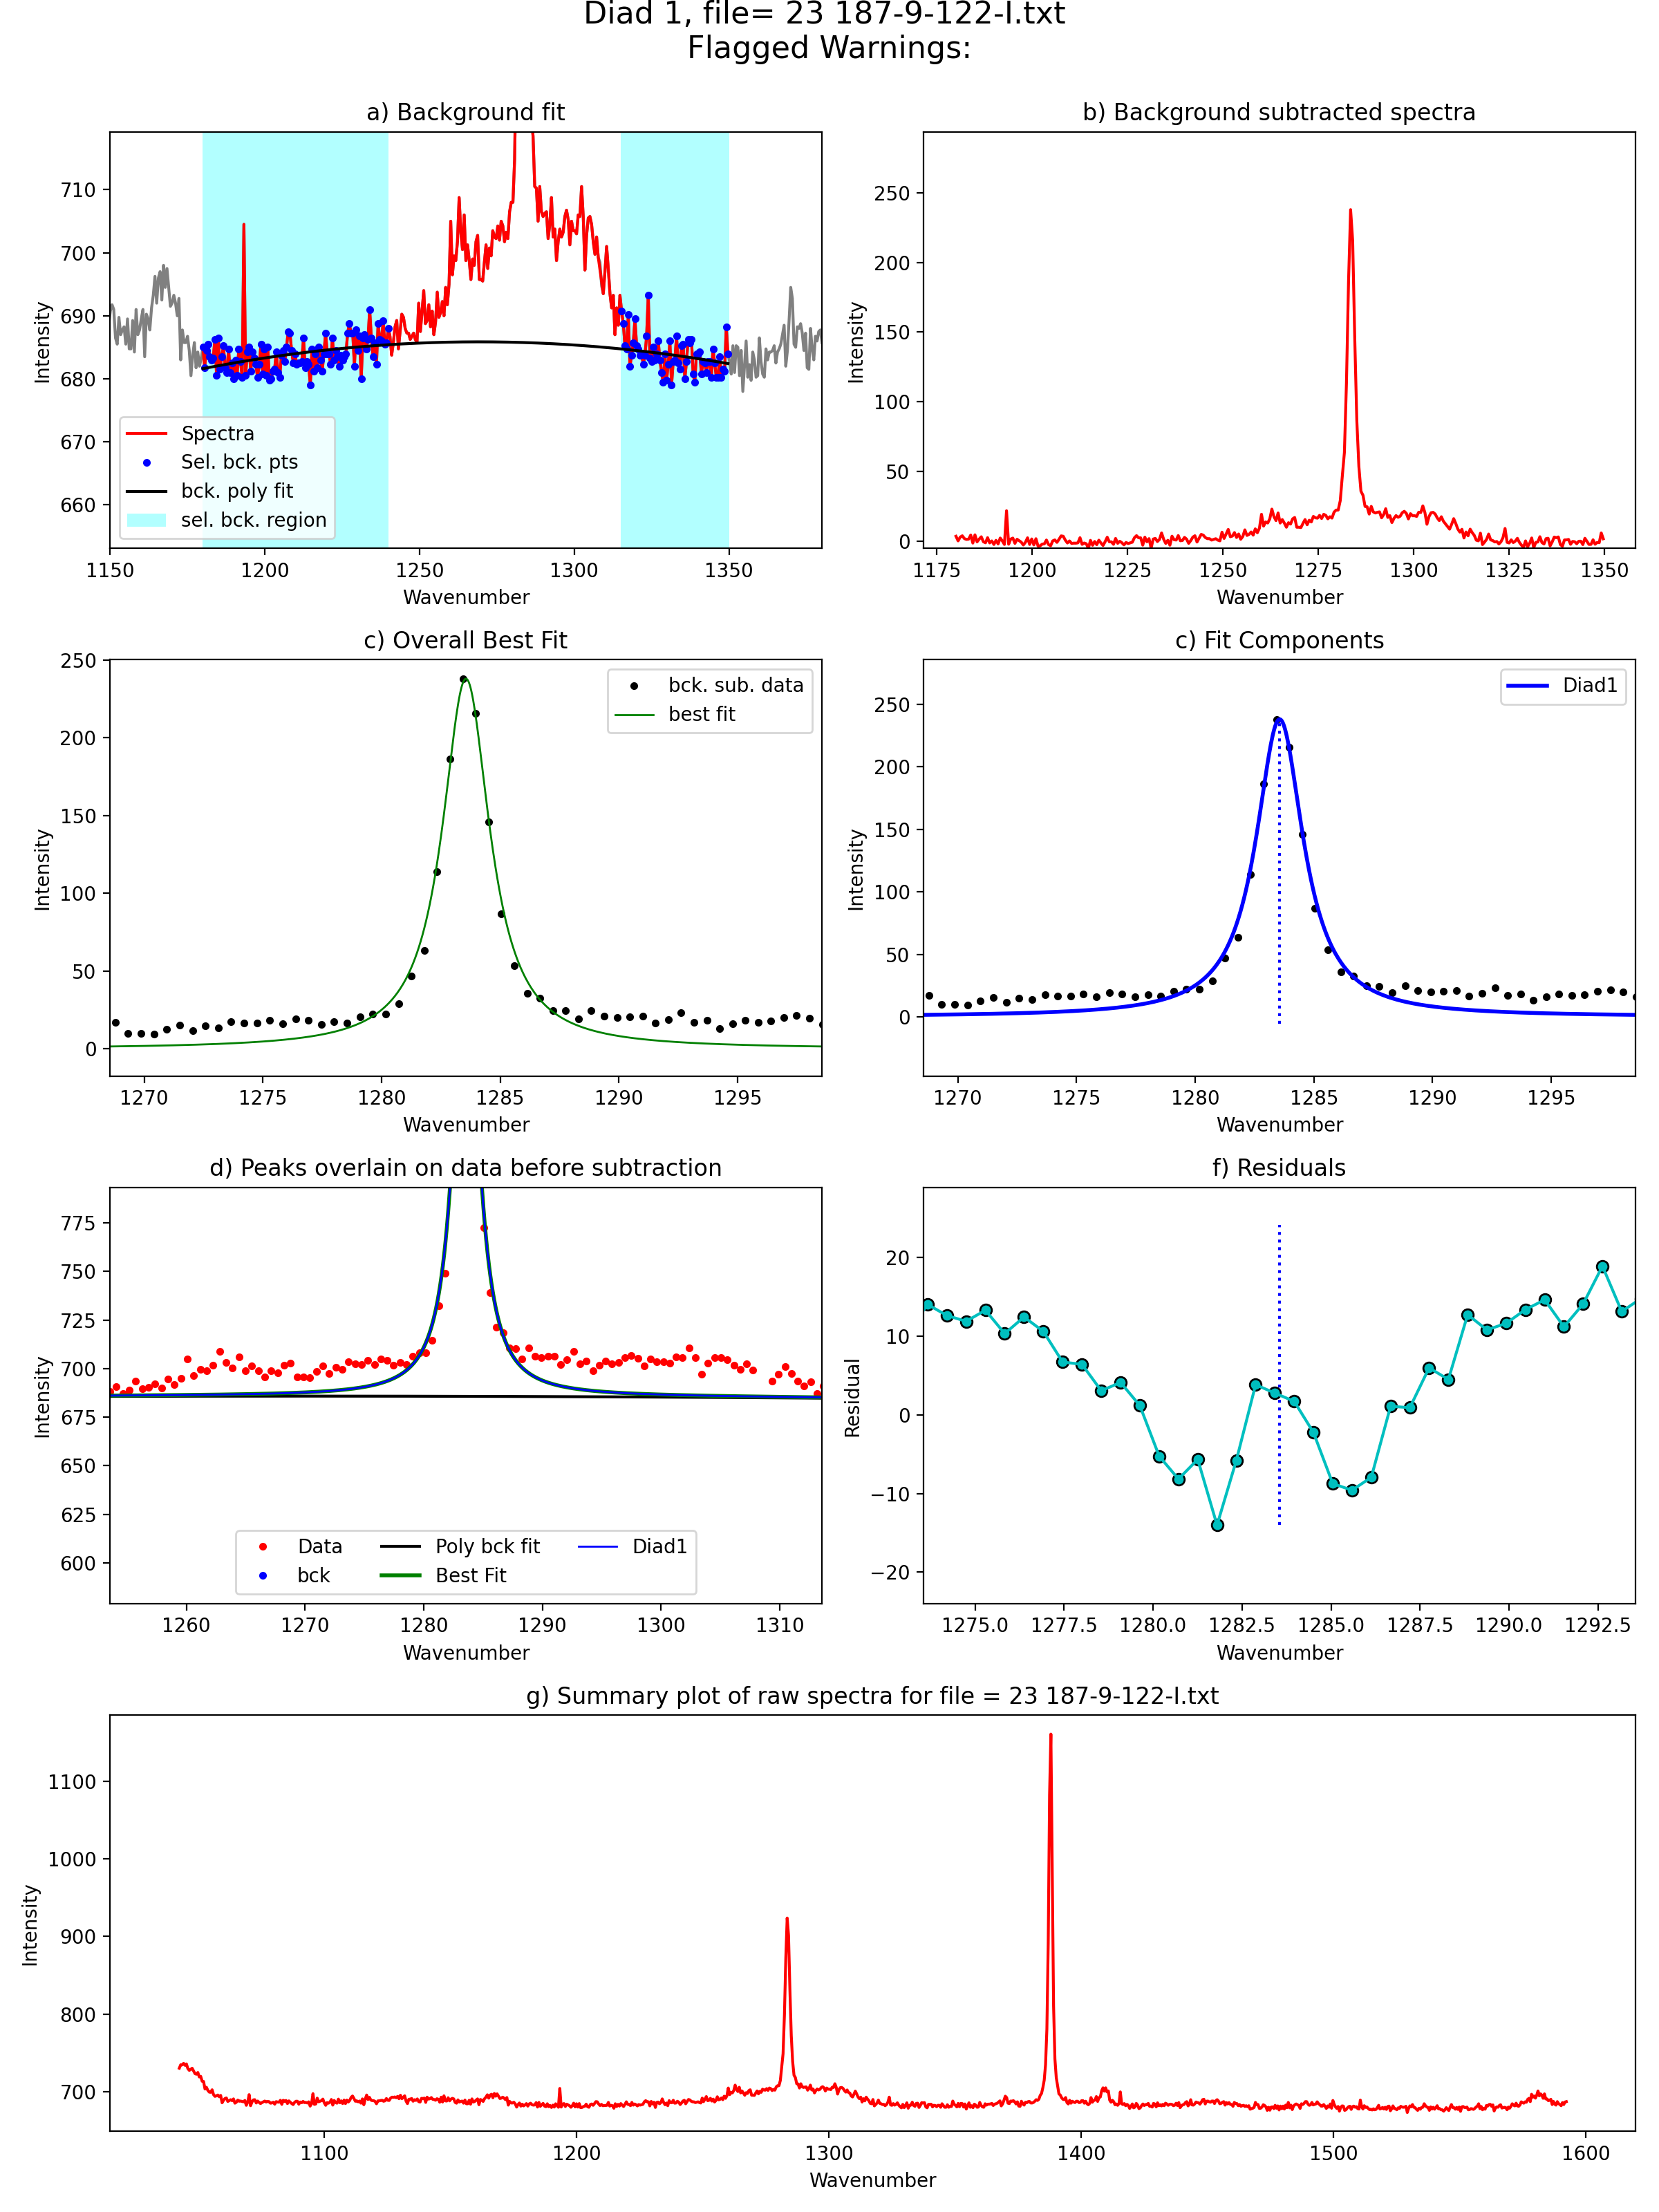 Diad 1, file= 23 187-9-122-I.txt
Flagged Warnings:
a) Background fit
Intensity
710
700
690
680
670
660
Spectra
Sel. bck. pts
bck. poly fit
sel. bck. region
1150 1200 1250 1300 1350
Wavenumber
b) Background subtracted spectra
Intensity
250
200
150
100
50
0
1175 1200 1225 1250 1275 1300 1325 1350
Wavenumber
c) Overall Best Fit
Intensity
250
200
150
100
50
0
bck. sub. data
best fit
1270 1275 1280 1285 1290 1295
Wavenumber
c) Fit Components
Intensity
250
200
150
100
50
0
Diad1
1270 1275 1280 1285 1290 1295
Wavenumber
d) Peaks overlain on data before subtraction
Intensity
775
750
725
700
675
650
625
600
Data Poly bck fit Diad1
bck Best Fit
1260 1270 1280 1290 1300 1310
Wavenumber
f) Residuals
Residual
20
10
0
−10
−20
1275.0 1277.5 1280.0 1282.5 1285.0 1287.5 1290.0 1292.5
Wavenumber
g) Summary plot of raw spectra for file = 23 187-9-122-I.txt
Intensity
1100
1000
900
800
700
1100 1200 1300 1400 1500 1600
Wavenumber